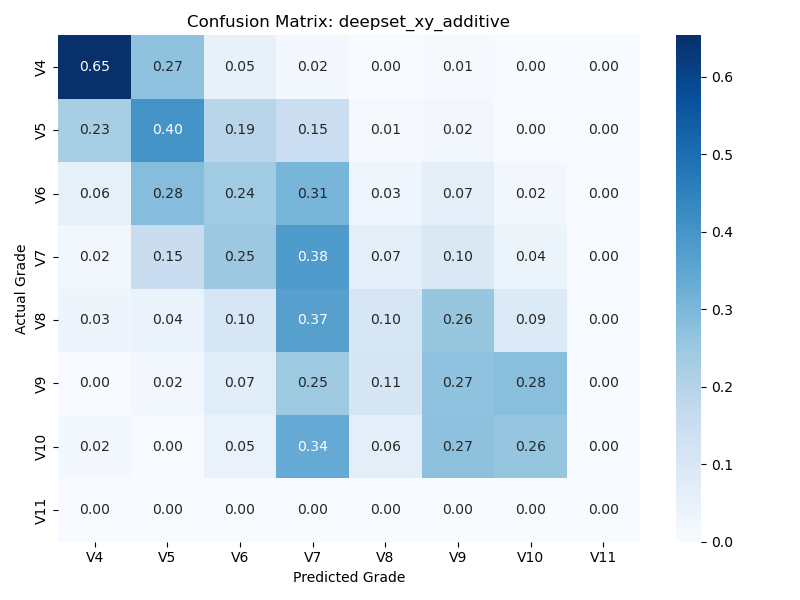 Confusion Matrix: deepset_xy_additive
V4 0.65 0.27 0.05 0.02 0.00 0.01 0.00 0.00
V5 0.23 0.40 0.19 0.15 0.01 0.02 0.00 0.00
V6 0.06 0.28 0.24 0.31 0.03 0.07 0.02 0.00
V7 0.02 0.15 0.25 0.38 0.07 0.10 0.04 0.00
V8 0.03 0.04 0.10 0.37 0.10 0.26 0.09 0.00
V9 0.00 0.02 0.07 0.25 0.11 0.27 0.28 0.00
V10 0.02 0.00 0.05 0.34 0.06 0.27 0.26 0.00
V11 0.00 0.00 0.00 0.00 0.00 0.00 0.00 0.00
V4 V5 V6 V7 V8 V9 V10 V11
Predicted Grade
Actual Grade
0.6
0.5
0.4
0.3
0.2
0.1
0.0